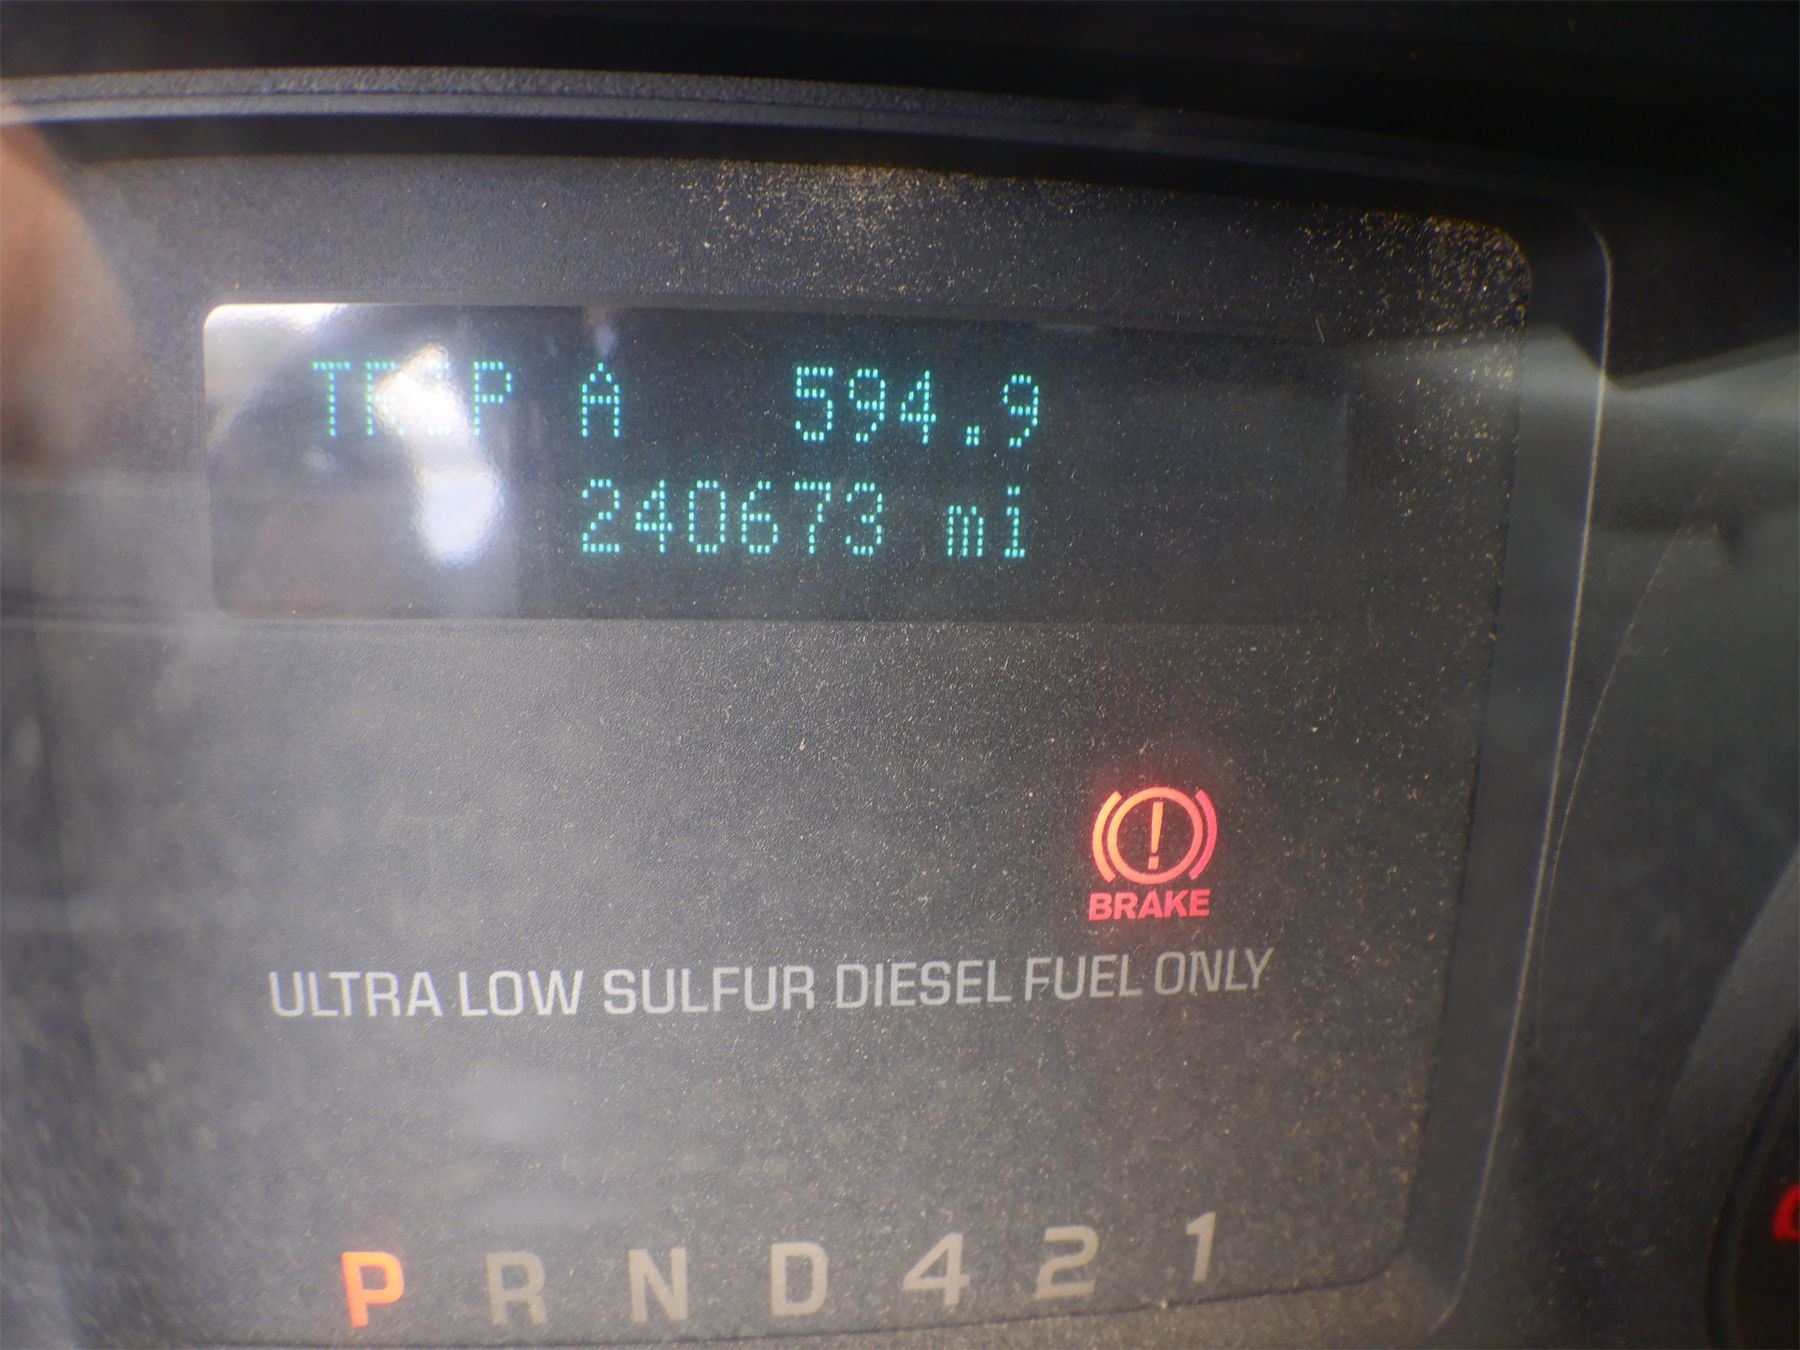 TRIP A 594.9
240673 mi
BRAKE
ULTRA LOW SULFUR DIESEL FUEL ONLY
P R N D 4 2 1